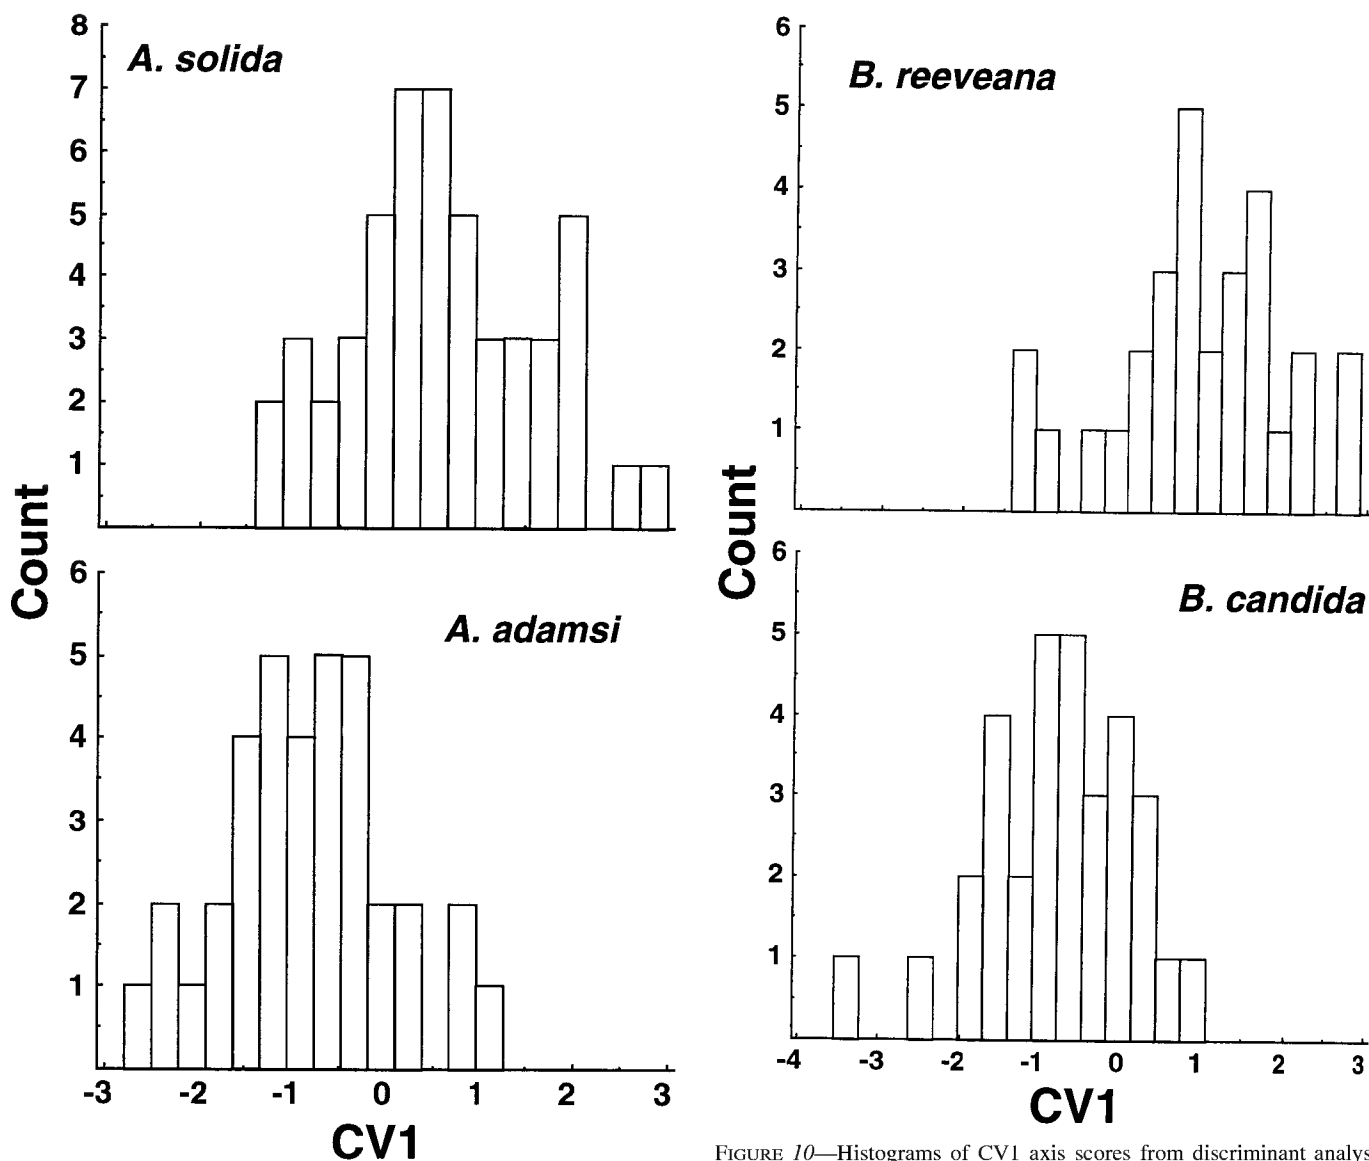 8
A. solida
7
6
5
4
3
2
1
Count
6
A. adamsi
5
4
3
2
1
-3 -2 -1 0 1 2 3
CV1
6
B. reeveana
5
4
3
2
1
Count
6
B. candida
5
4
3
2
1
-4 -3 -2 -1 0 1 2 3
CV1
FIGURE 10—Histograms of CV1 axis scores from discriminant analys